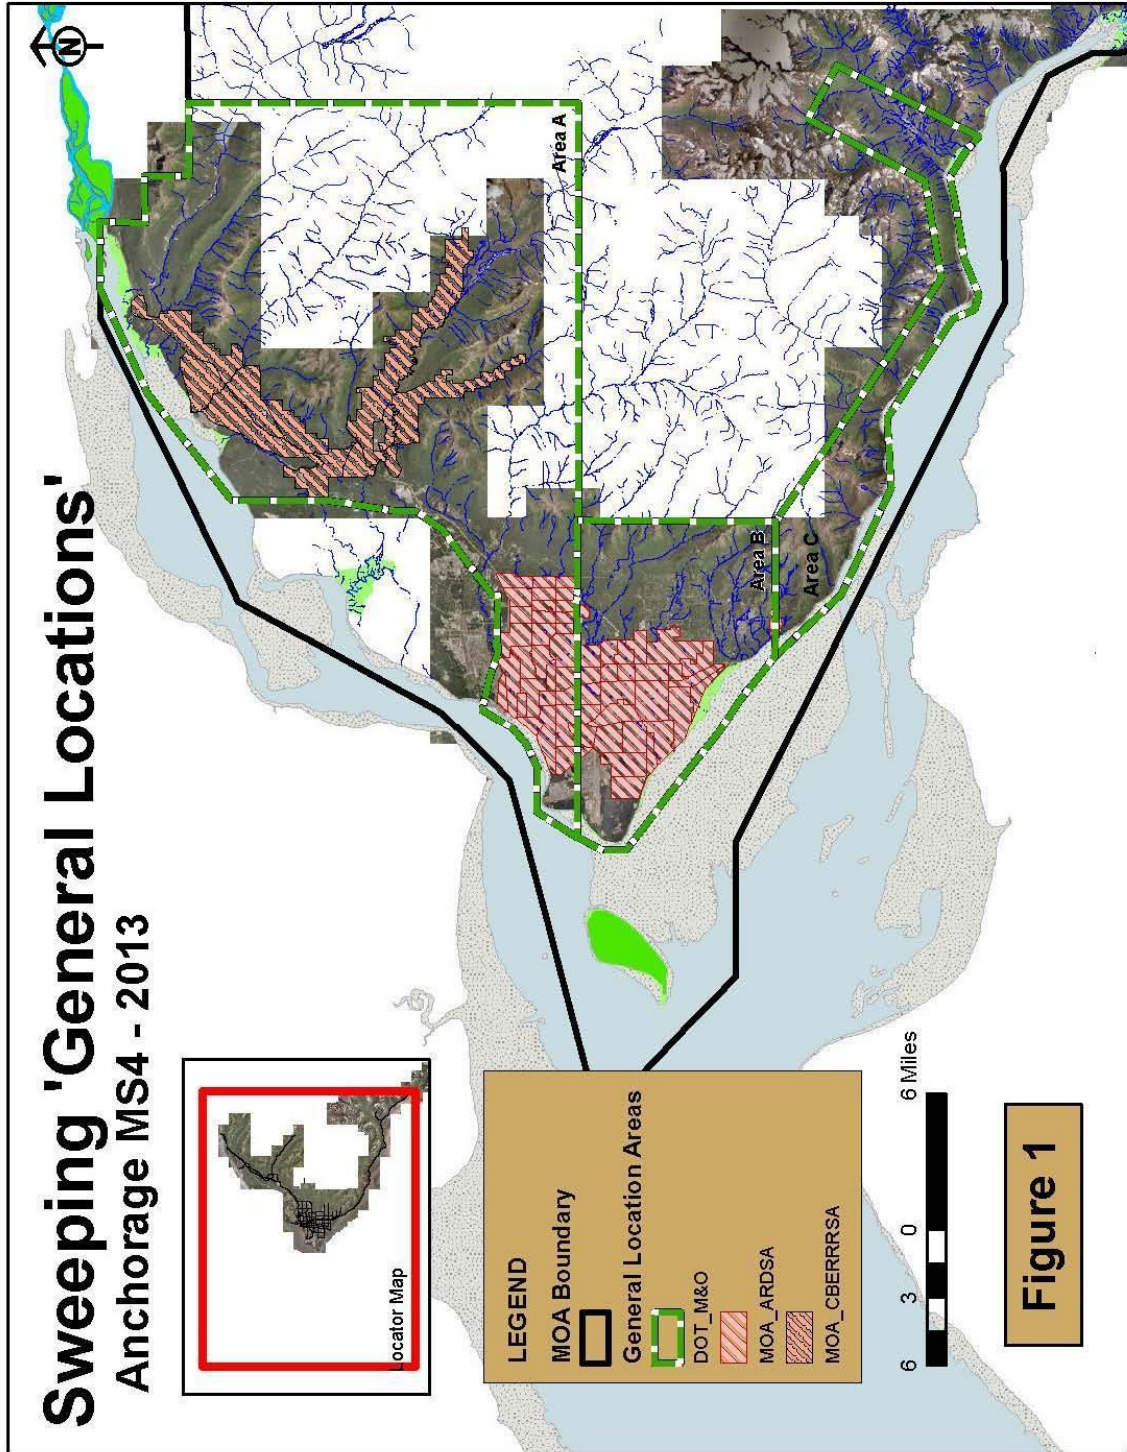 Sweeping 'General Locations'
Anchorage MS4 - 2013
N
Locator Map
Area A
Area B
Area C
LEGEND
MOA Boundary
General Location Areas
DOT_M&O
MOA_ARDSA
MOA_CBERRRSA
6 3 0 6 Miles
Figure 1